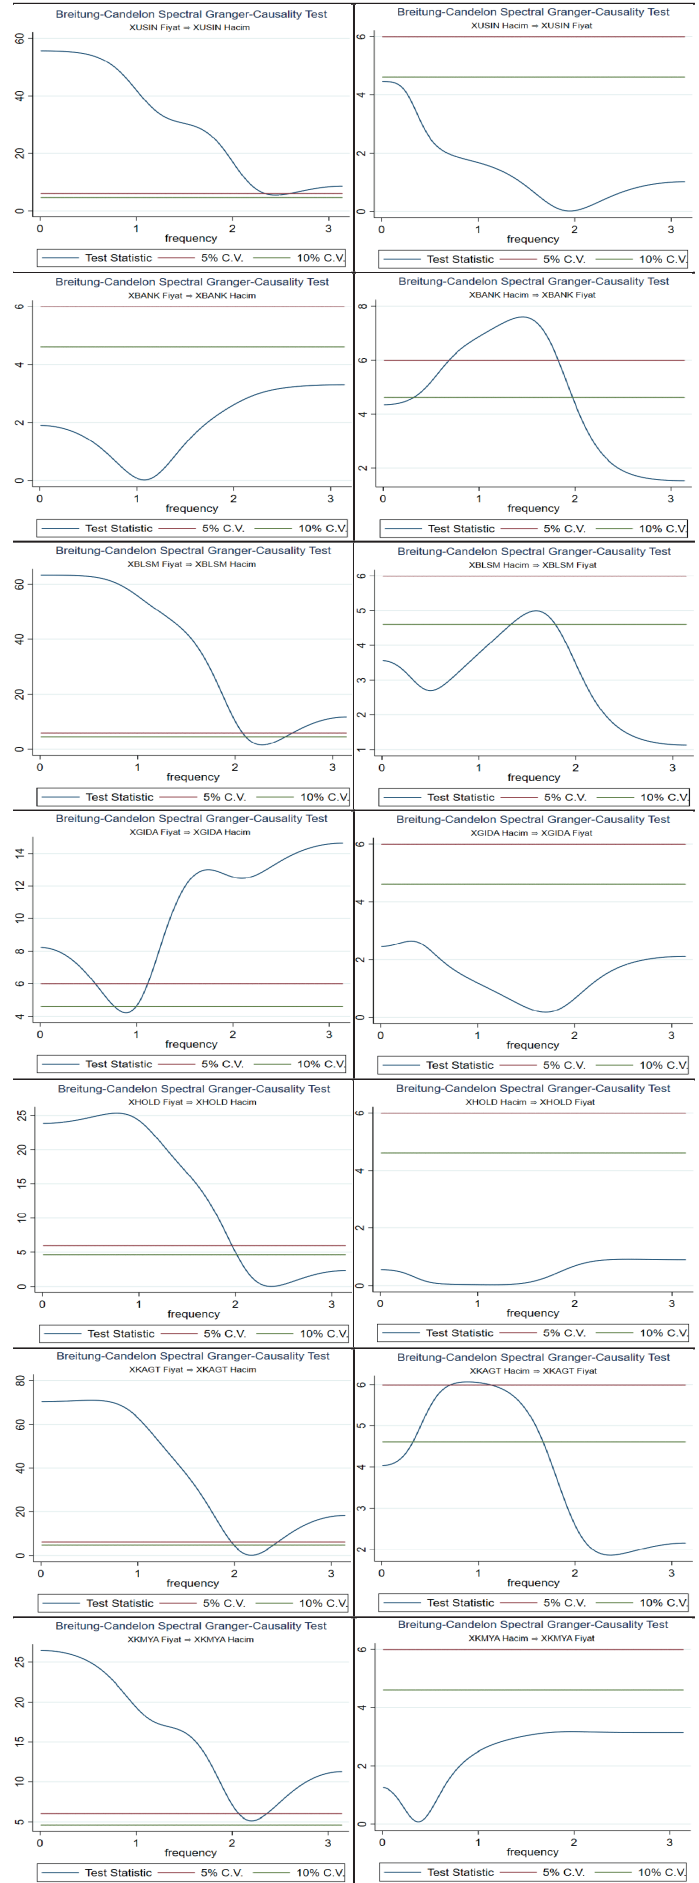 Breitung-Candelon Spectral Granger-Causality Test
XUSIN Fiyat ⇒ XUSIN Hacim
60
40
20
0
0 1 2 3
frequency
Test Statistic 5% C.V. 10% C.V.
Breitung-Candelon Spectral Granger-Causality Test
XUSIN Hacim ⇒ XUSIN Fiyat
6
4
2
0
0 1 2 3
frequency
Test Statistic 5% C.V. 10% C.V.
Breitung-Candelon Spectral Granger-Causality Test
XBANK Fiyat ⇒ XBANK Hacim
6
4
2
0
0 1 2 3
frequency
Test Statistic 5% C.V. 10% C.V.
Breitung-Candelon Spectral Granger-Causality Test
XBANK Hacim ⇒ XBANK Fiyat
8
6
4
2
0 1 2 3
frequency
Test Statistic 5% C.V. 10% C.V.
Breitung-Candelon Spectral Granger-Causality Test
XBLSM Fiyat ⇒ XBLSM Hacim
60
40
20
0
0 1 2 3
frequency
Test Statistic 5% C.V. 10% C.V.
Breitung-Candelon Spectral Granger-Causality Test
XBLSM Hacim ⇒ XBLSM Fiyat
6
5
4
3
2
1
0 1 2 3
frequency
Test Statistic 5% C.V. 10% C.V.
Breitung-Candelon Spectral Granger-Causality Test
XGIDA Fiyat ⇒ XGIDA Hacim
14
12
10
8
6
4
0 1 2 3
frequency
Test Statistic 5% C.V. 10% C.V.
Breitung-Candelon Spectral Granger-Causality Test
XGIDA Hacim ⇒ XGIDA Fiyat
6
4
2
0
0 1 2 3
frequency
Test Statistic 5% C.V. 10% C.V.
Breitung-Candelon Spectral Granger-Causality Test
XHOLD Fiyat ⇒ XHOLD Hacim
25
20
15
10
5
0
0 1 2 3
frequency
Test Statistic 5% C.V. 10% C.V.
Breitung-Candelon Spectral Granger-Causality Test
XHOLD Hacim ⇒ XHOLD Fiyat
6
4
2
0
0 1 2 3
frequency
Test Statistic 5% C.V. 10% C.V.
Breitung-Candelon Spectral Granger-Causality Test
XKAGT Fiyat ⇒ XKAGT Hacim
80
60
40
20
0
0 1 2 3
frequency
Test Statistic 5% C.V. 10% C.V.
Breitung-Candelon Spectral Granger-Causality Test
XKAGT Hacim ⇒ XKAGT Fiyat
6
5
4
3
2
0 1 2 3
frequency
Test Statistic 5% C.V. 10% C.V.
Breitung-Candelon Spectral Granger-Causality Test
XKMYA Fiyat ⇒ XKMYA Hacim
25
20
15
10
5
0 1 2 3
frequency
Test Statistic 5% C.V. 10% C.V.
Breitung-Candelon Spectral Granger-Causality Test
XKMYA Hacim ⇒ XKMYA Fiyat
6
4
2
0
0 1 2 3
frequency
Test Statistic 5% C.V. 10% C.V.